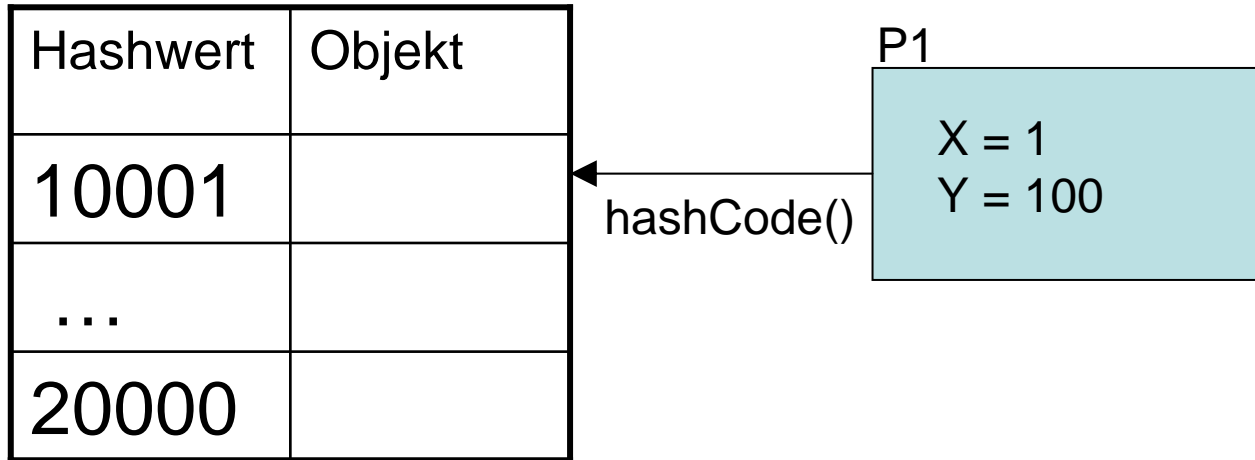 Hashwert Objekt
10001
…
20000
hashCode()
P1
X = 1
Y = 100